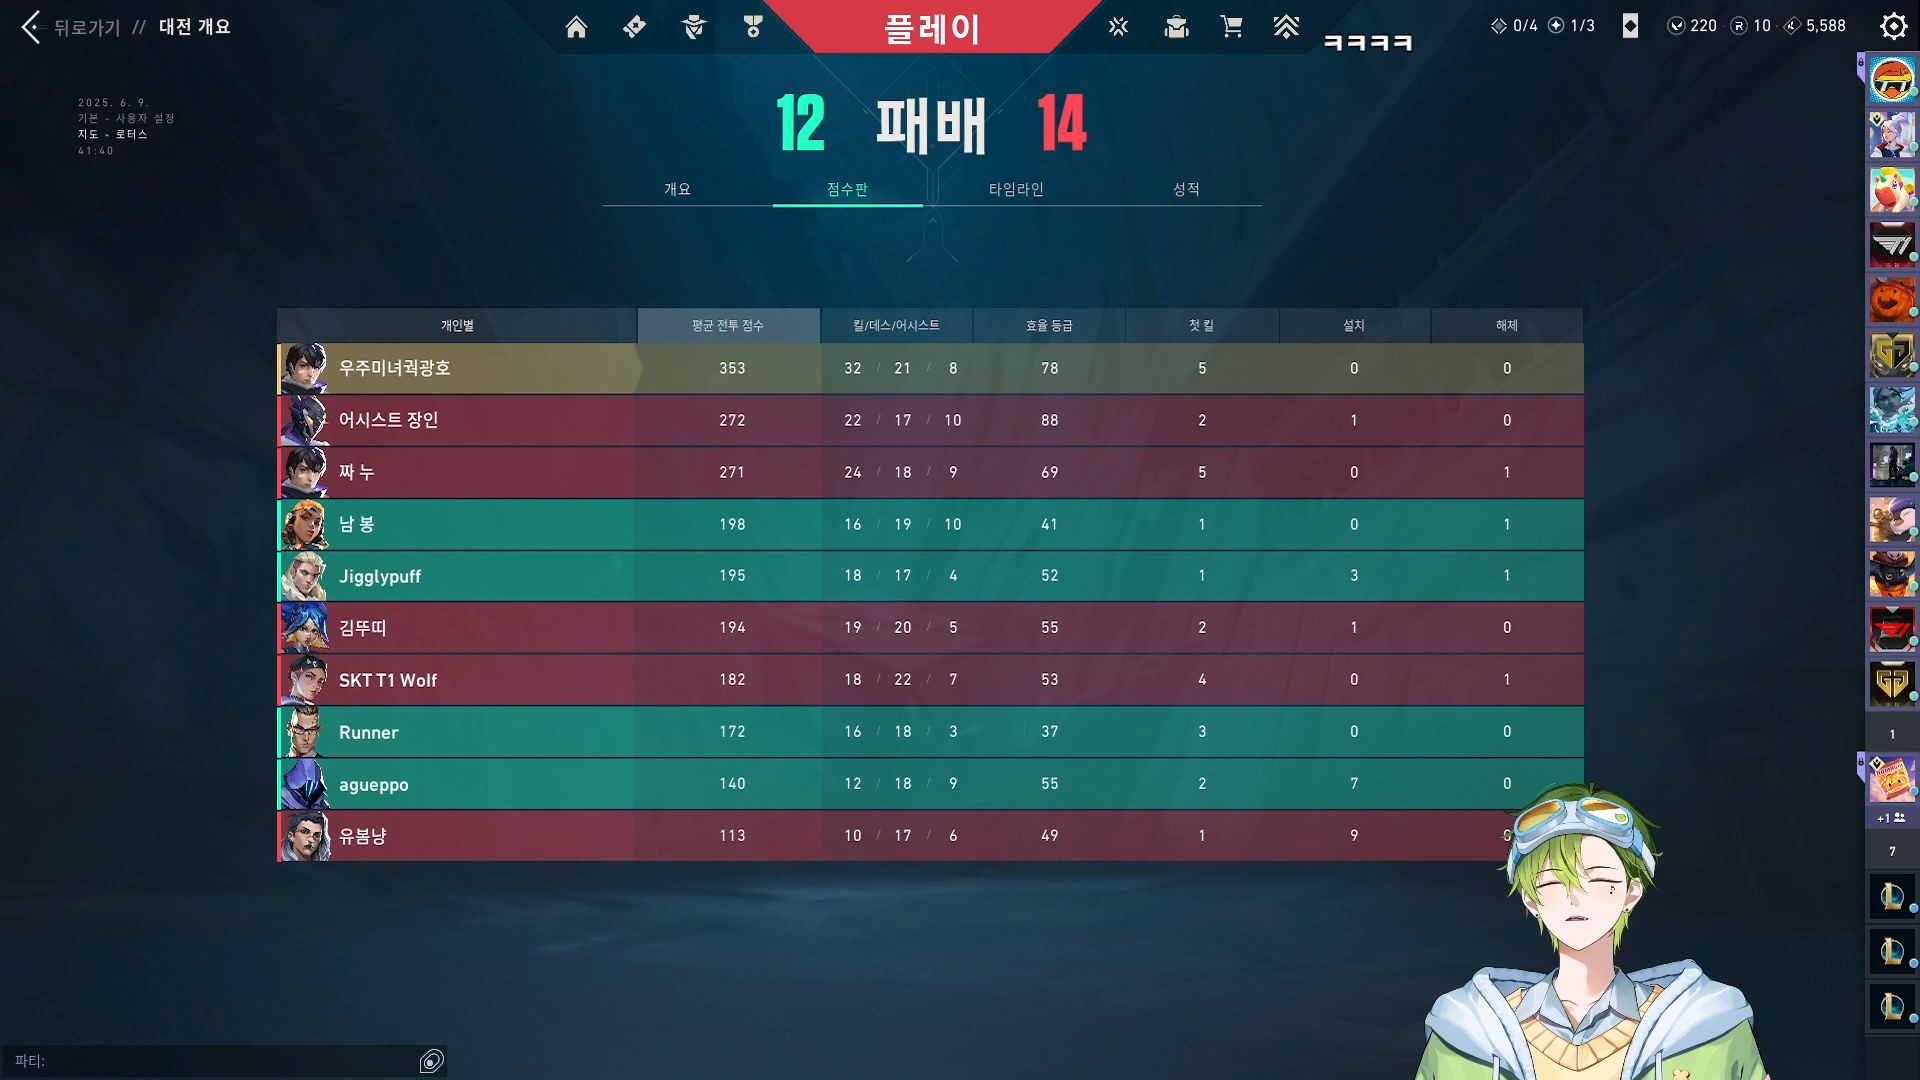 뒤로가기 // 대전 개요
플레이
ㅋㅋㅋㅋ
0/4 1/3 220 10 5,588
2025. 6. 9.
기본 - 사용자 설정
지도 - 로터스
41:40
12 패배 14
개요 점수판 타임라인 성적
개인별 평균 전투 점수 킬/데스/어시스트 효율 등급 첫 킬 설치 해체
우주미녀궉광호 353 32 / 21 / 8 78 5 0 0
어시스트 장인 272 22 / 17 / 10 88 2 1 0
짜 누 271 24 / 18 / 9 69 5 0 1
남 봉 198 16 / 19 / 10 41 1 0 1
Jigglypuff 195 18 / 17 / 4 52 1 3 1
김뚜띠 194 19 / 20 / 5 55 2 1 0
SKT T1 Wolf 182 18 / 22 / 7 53 4 0 1
Runner 172 16 / 18 / 3 37 3 0 0
agueppo 140 12 / 18 / 9 55 2 7 0
유봄냥 113 10 / 17 / 6 49 1 9
1
+1
7
파티: